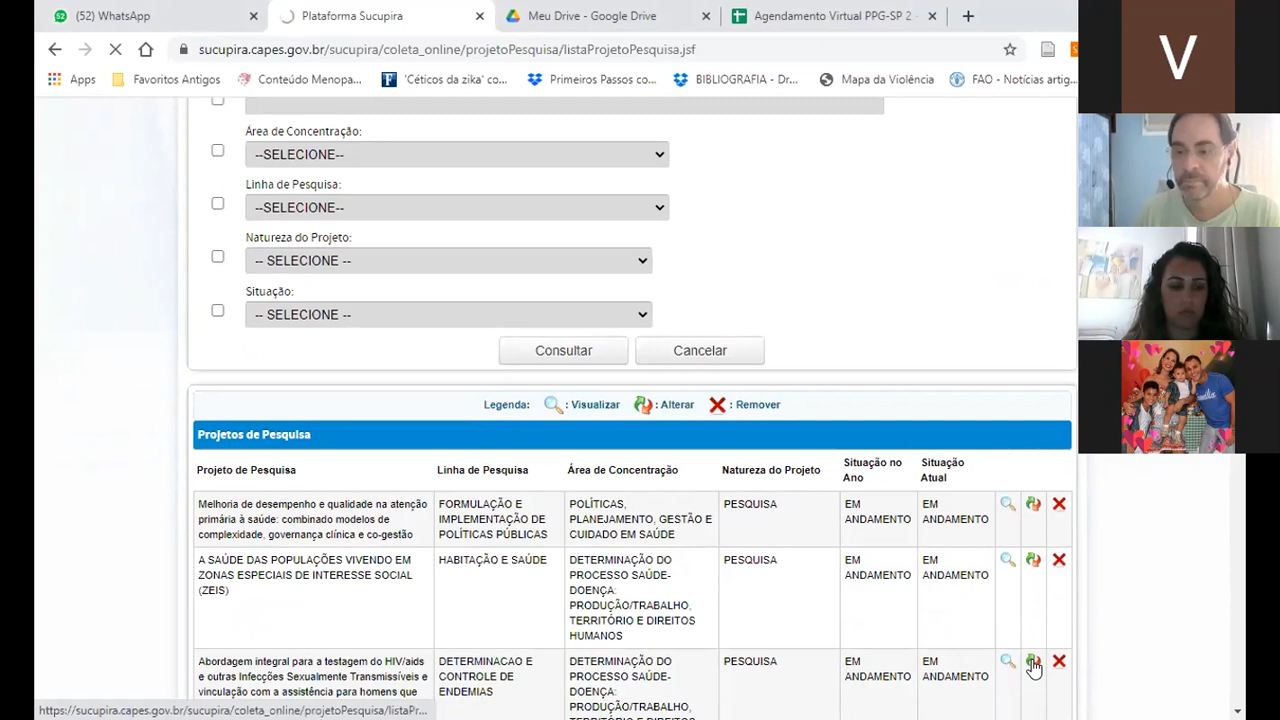 (52) WhatsApp
Plataforma Sucupira
Meu Drive - Google Drive
Agendamento Virtual PPG-SP 2 -
sucupira.capes.gov.br/sucupira/coleta_online/projetoPesquisa/listaProjetoPesquisa.jsf
Apps
Favoritos Antigos
Conteúdo Menopa...
'Céticos da zika' co...
Primeiros Passos co...
BIBLIOGRAFIA - Dr...
Mapa da Violência
FAO - Notícias artig...
V
Área de Concentração:
--SELECIONE--
Linha de Pesquisa:
--SELECIONE--
Natureza do Projeto:
-- SELECIONE --
Situação:
-- SELECIONE --
Consultar
Cancelar
Legenda: : Visualizar : Alterar : Remover
Projetos de Pesquisa
Projeto de Pesquisa
Linha de Pesquisa
Área de Concentração
Natureza do Projeto
Situação no
Ano
Situação
Atual
Melhoria de desempenho e qualidade na atenção
primária à saúde: combinado modelos de
complexidade, governança clínica e co-gestão
FORMULAÇÃO E
IMPLEMENTAÇÃO DE
POLÍTICAS PÚBLICAS
POLÍTICAS,
PLANEJAMENTO, GESTÃO E
CUIDADO EM SAÚDE
PESQUISA
EM
ANDAMENTO
EM
ANDAMENTO
A SAÚDE DAS POPULAÇÕES VIVENDO EM
ZONAS ESPECIAIS DE INTERESSE SOCIAL
(ZEIS)
HABITAÇÃO E SAÚDE
DETERMINAÇÃO DO
PROCESSO SAÚDE-
DOENÇA:
PRODUÇÃO/TRABALHO,
TERRITÓRIO E DIREITOS
HUMANOS
PESQUISA
EM
ANDAMENTO
EM
ANDAMENTO
Abordagem integral para a testagem do HIV/aids
e outras Infecções Sexualmente Transmissíveis e
vinculação com a assistência para homens que
DETERMINACAO E
CONTROLE DE
ENDEMIAS
DETERMINAÇÃO DO
PROCESSO SAÚDE-
DOENÇA:
PRODUÇÃO/TRABALHO,
PESQUISA
EM
ANDAMENTO
EM
ANDAMENTO
https://sucupira.capes.gov.br/sucupira/coleta_online/projetoPesquisa/listaPr...